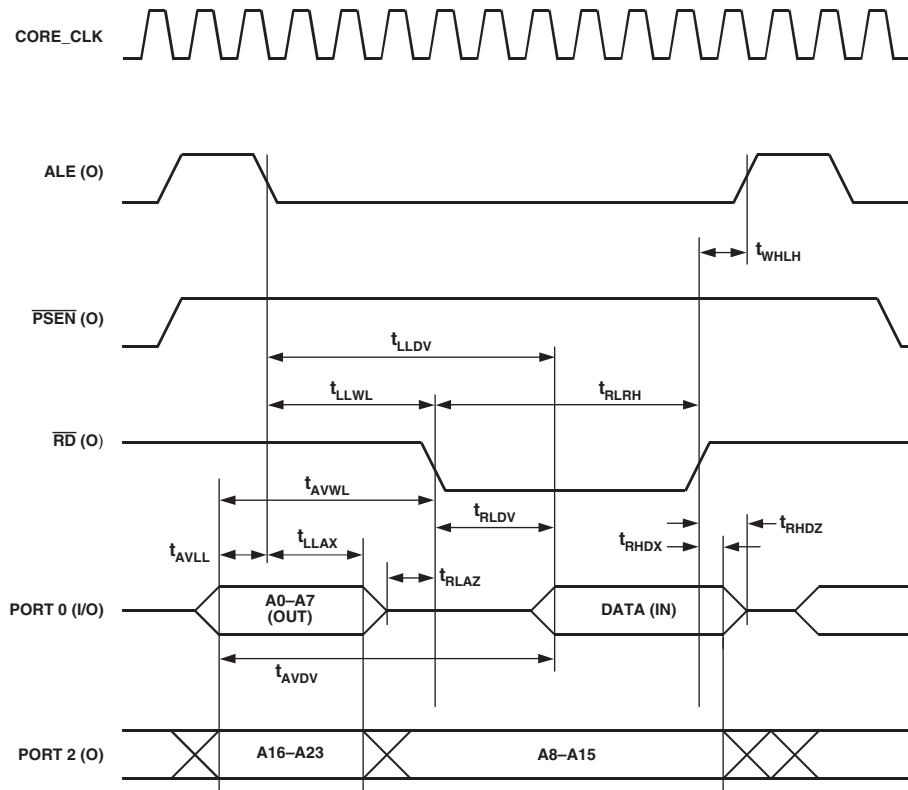 CORE_CLK
ALE (O)
tWHLH
PSEN (O)
tLLDV
tLLWL
tRLRH
RD (O)
tAVWL
tRLDV
tRHDZ
tRHDX
tAVLL
tLLAX
tRLAZ
PORT 0 (I/O)
A0–A7
(OUT)
DATA (IN)
tAVDV
PORT 2 (O)
A16–A23
A8–A15